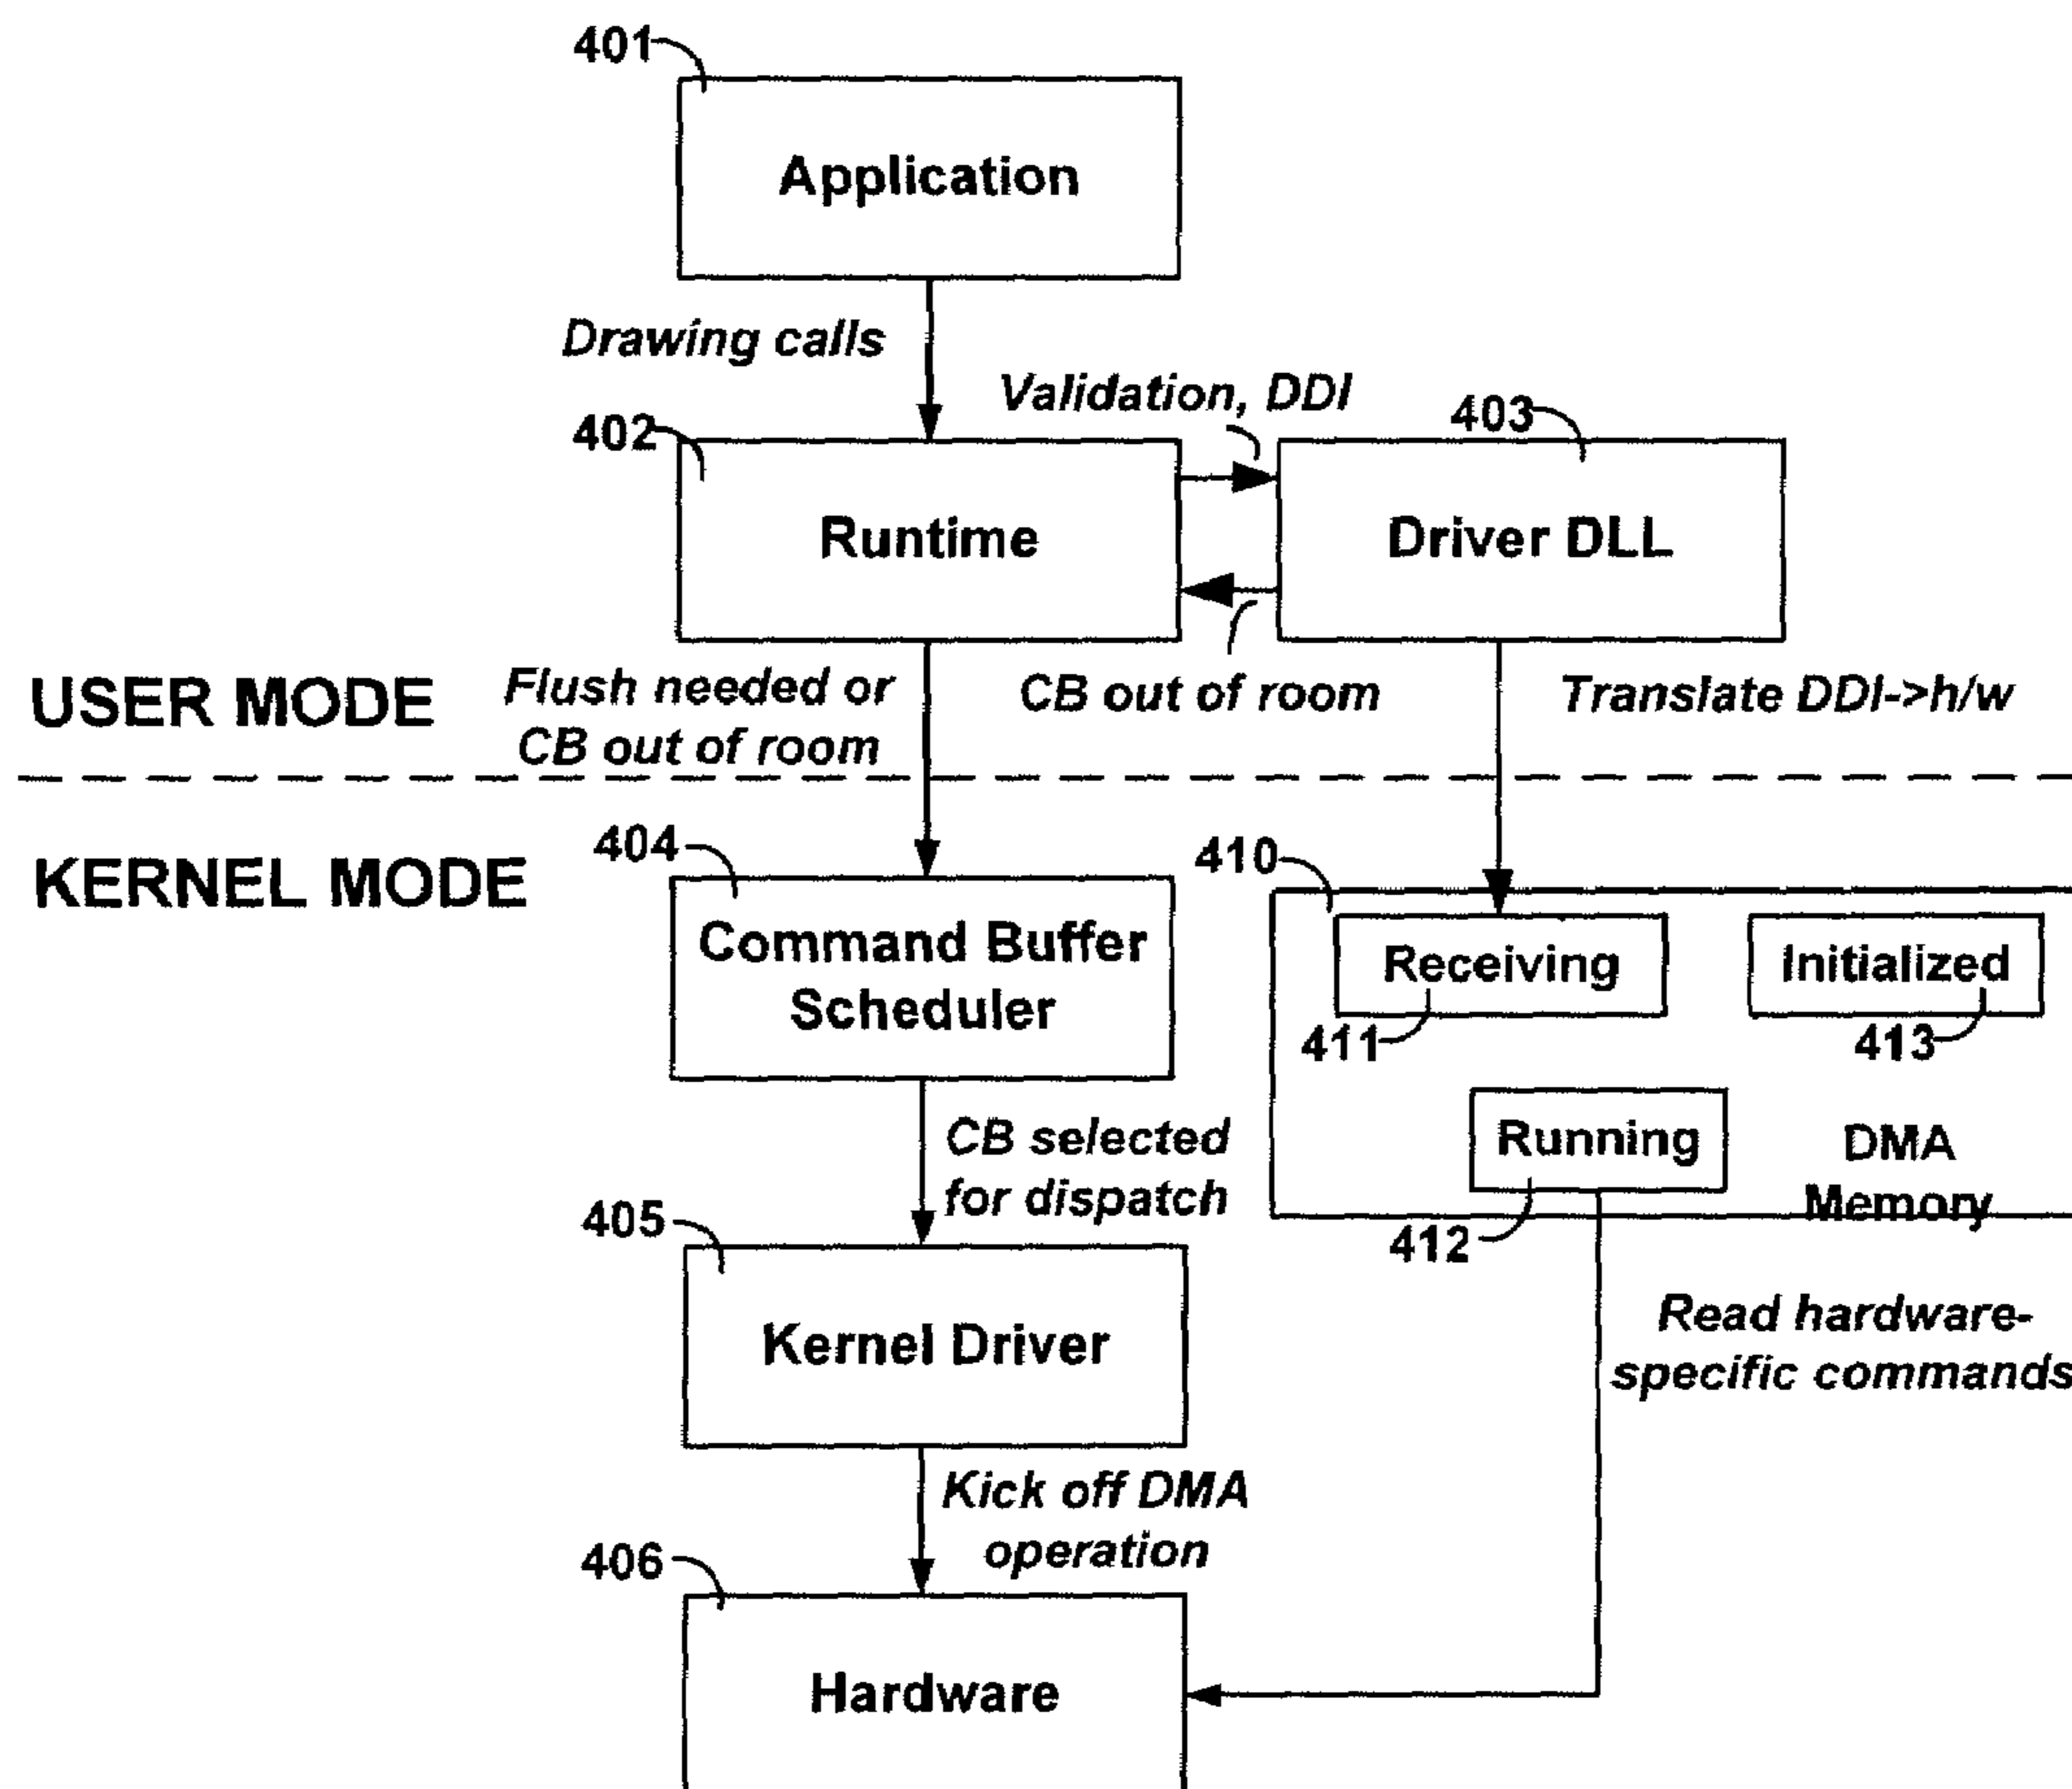 401
Application
Drawing calls
Validation, DDI
402
403
Runtime
Driver DLL
USER MODE
Flush needed or
CB out of room
CB out of room
Translate DDI->h/w
KERNEL MODE
404
410
Command Buffer
Scheduler
Receiving
Initialized
411
413
Running
DMA
Memory
412
CB selected
for dispatch
405
Kernel Driver
Read hardware-
specific commands
Kick off DMA
operation
406
Hardware